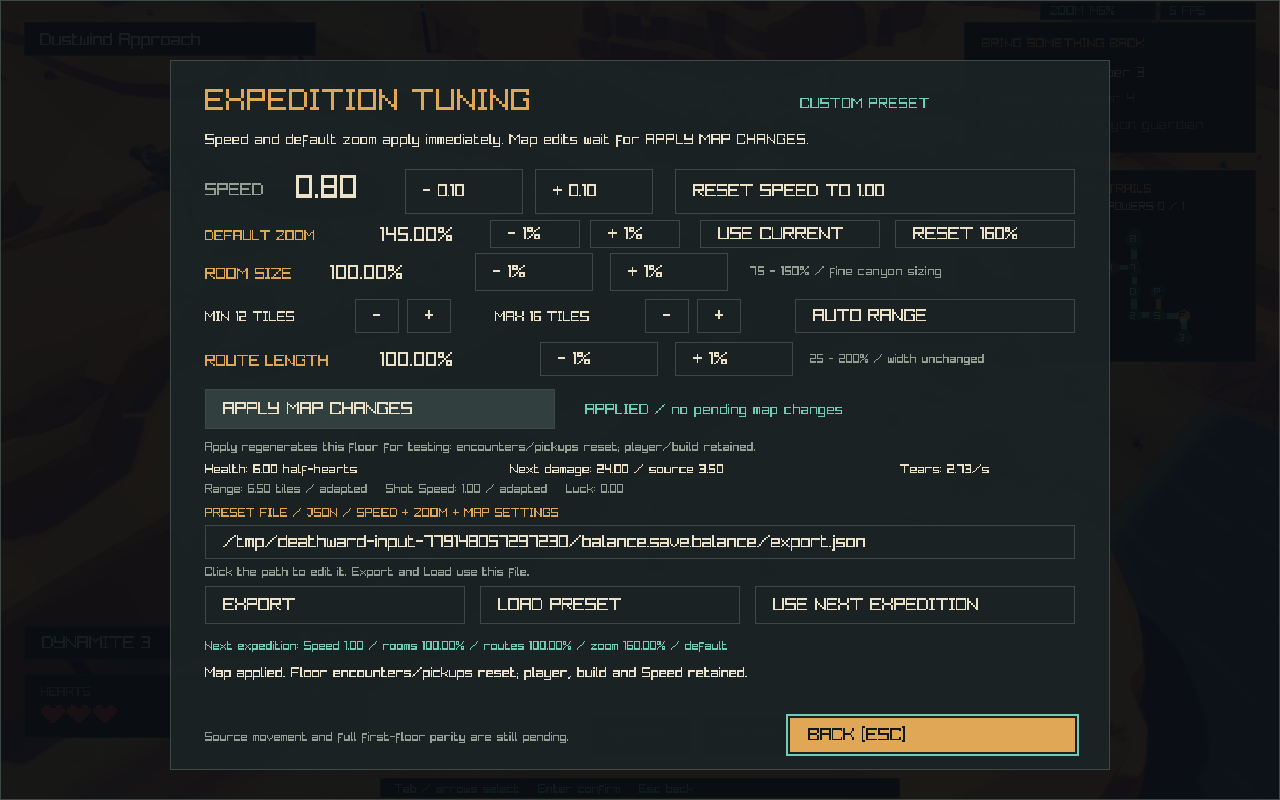 ZOOM 145% 5 FPS
Dustwind Approach
BRING SOMETHING BACK
EXPEDITION TUNING
CUSTOM PRESET
Speed and default zoom apply immediately. Map edits wait for APPLY MAP CHANGES.
SPEED 0.80 - 0.10 + 0.10 RESET SPEED TO 1.00
DEFAULT ZOOM 145.00% - 1% + 1% USE CURRENT RESET 160%
ROOM SIZE 100.00% - 1% + 1% 75 - 150% / fine canyon sizing
MIN 12 TILES - + MAX 16 TILES - + AUTO RANGE
ROUTE LENGTH 100.00% - 1% + 1% 25 - 200% / width unchanged
APPLY MAP CHANGES APPLIED / no pending map changes
Apply regenerates this floor for testing: encounters/pickups reset; player/build retained.
Health: 6.00 half-hearts Next damage: 24.00 / source 3.50 Tears: 2.73/s
Range: 6.50 tiles / adapted Shot Speed: 1.00 / adapted Luck: 0.00
PRESET FILE / JSON / SPEED + ZOOM + MAP SETTINGS
/tmp/deathward-input-779148057297230/balance.save.balance/export.json
Click the path to edit it. Export and Load use this file.
EXPORT LOAD PRESET USE NEXT EXPEDITION
Next expedition: Speed 1.00 / rooms 100.00% / routes 100.00% / zoom 160.00% / default
Map applied. Floor encounters/pickups reset; player, build and Speed retained.
DYNAMITE 3
HEARTS
Source movement and full first-floor parity are still pending.
BACK [ESC]
Tab / arrows select Enter confirm Esc back